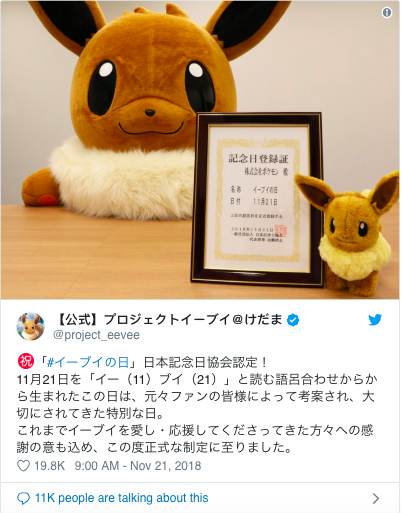 記念日登録証
株式会社ポケモン 殿
名称 イーブイの日
日付 11月21日
【公式】プロジェクトイーブイ@けだま
@project_eevee
㊗「#イーブイの日」日本記念日協会認定！
11月21日を「イー（11）ブイ（21）」と読む語呂合わせからか
ら生まれたこの日は、元々ファンの皆様によって考案され、大
切にされてきた特別な日。
これまでイーブイを愛し・応援してくださってきた方々への感
謝の意も込め、この度正式な制定に至りました。
19.8K 9:00 AM - Nov 21, 2018
11K people are talking about this